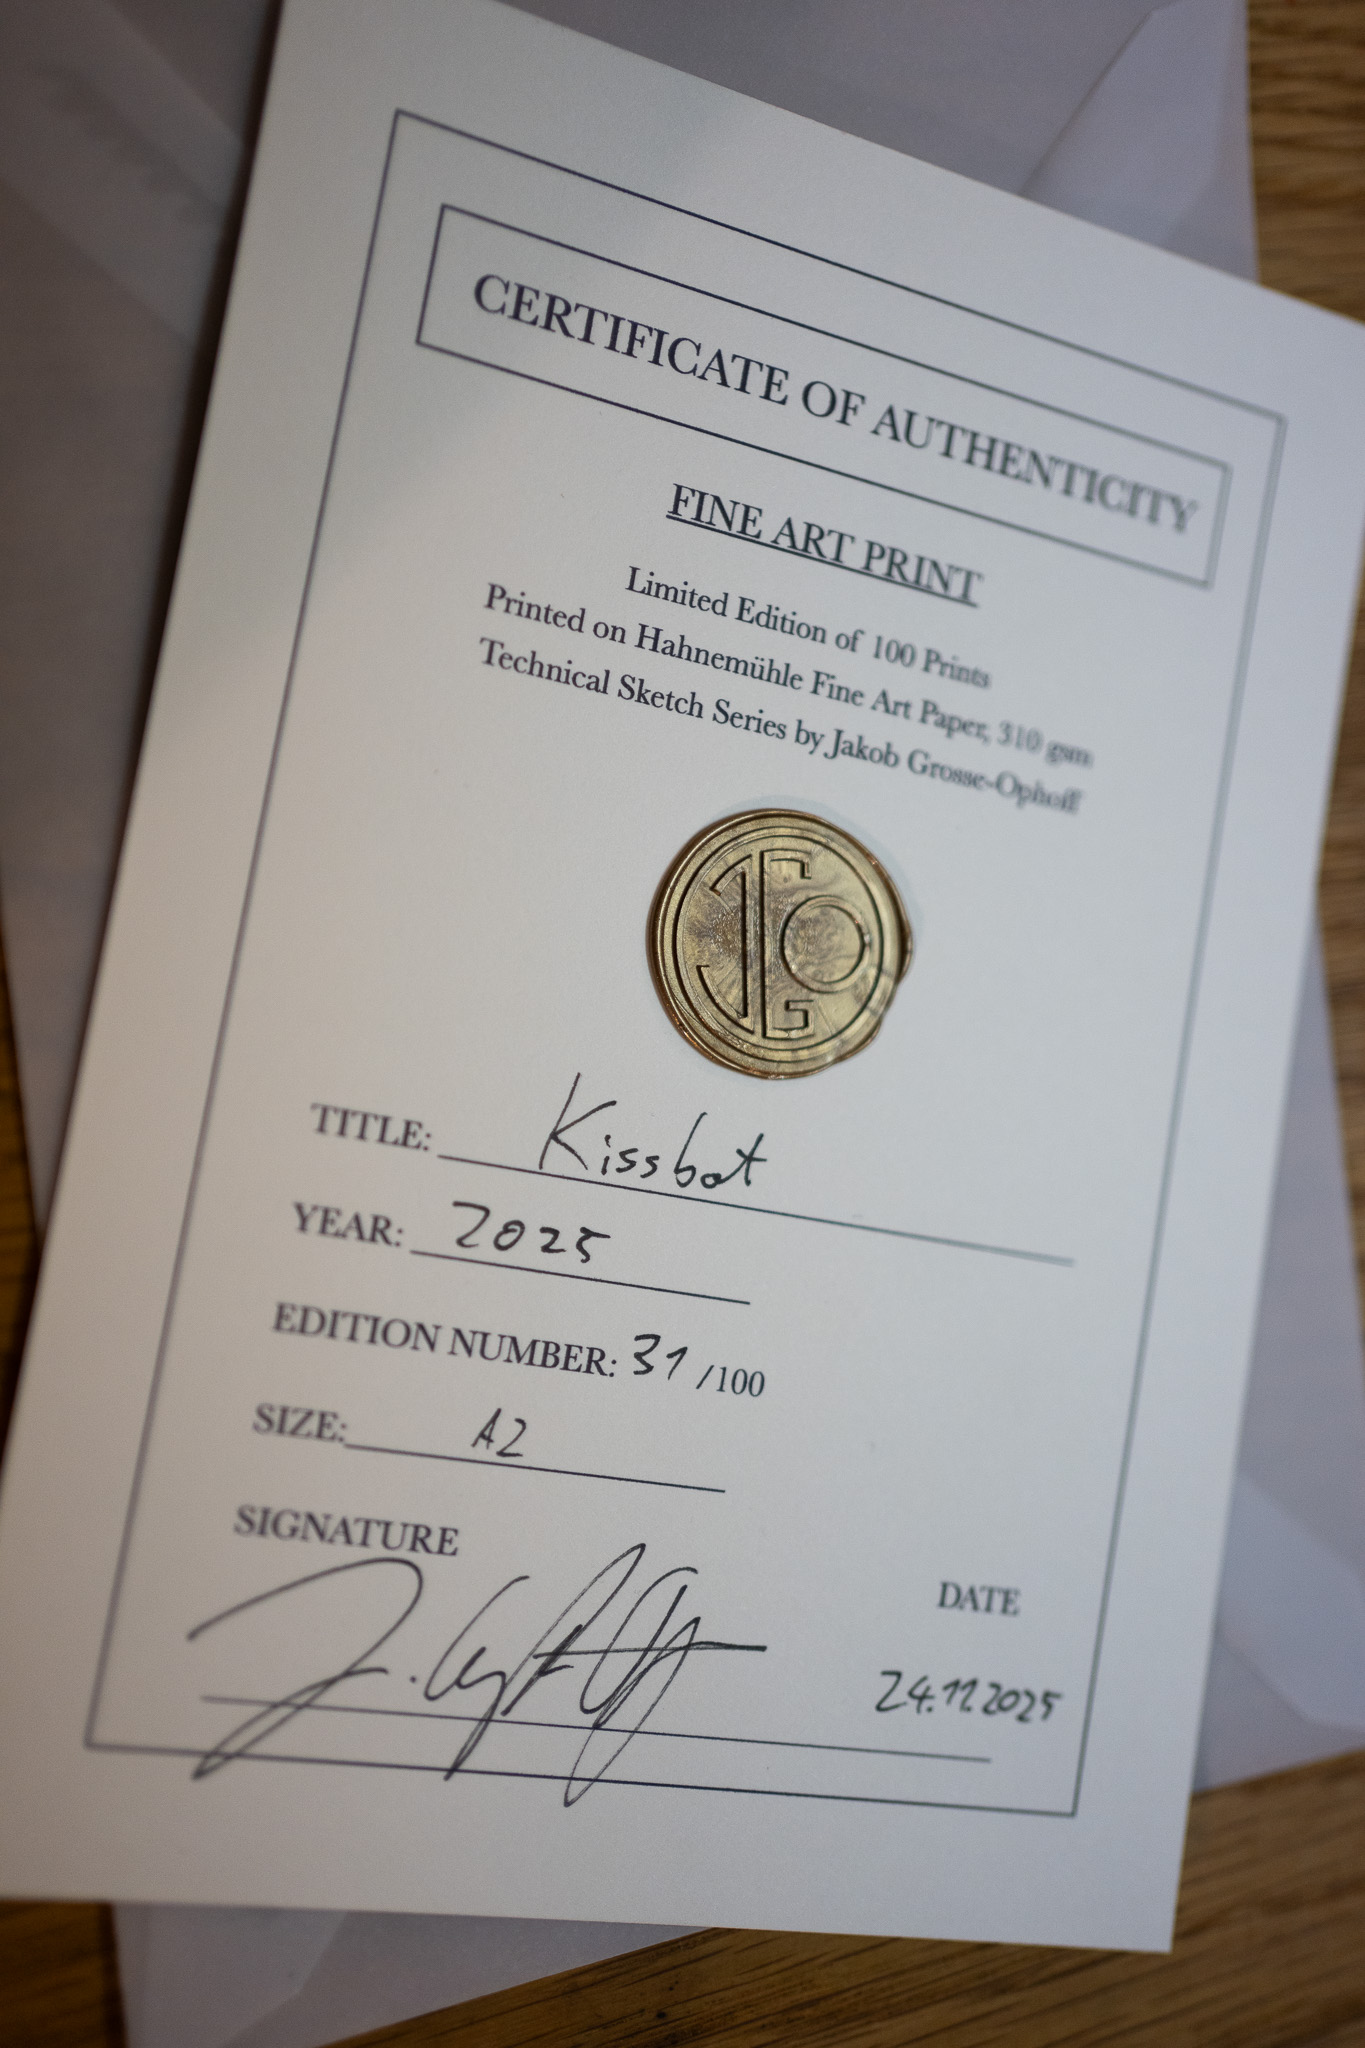 CERTIFICATE OF AUTHENTICITY
FINE ART PRINT
Limited Edition of 100 Prints
Printed on Hahnemühle Fine Art Paper, 310 gsm
Technical Sketch Series by Jakob Grosse-Ophoff
JGO
TITLE: Kissbot
YEAR: 2025
EDITION NUMBER: 31 /100
SIZE: A2
SIGNATURE
DATE
24.11.2025